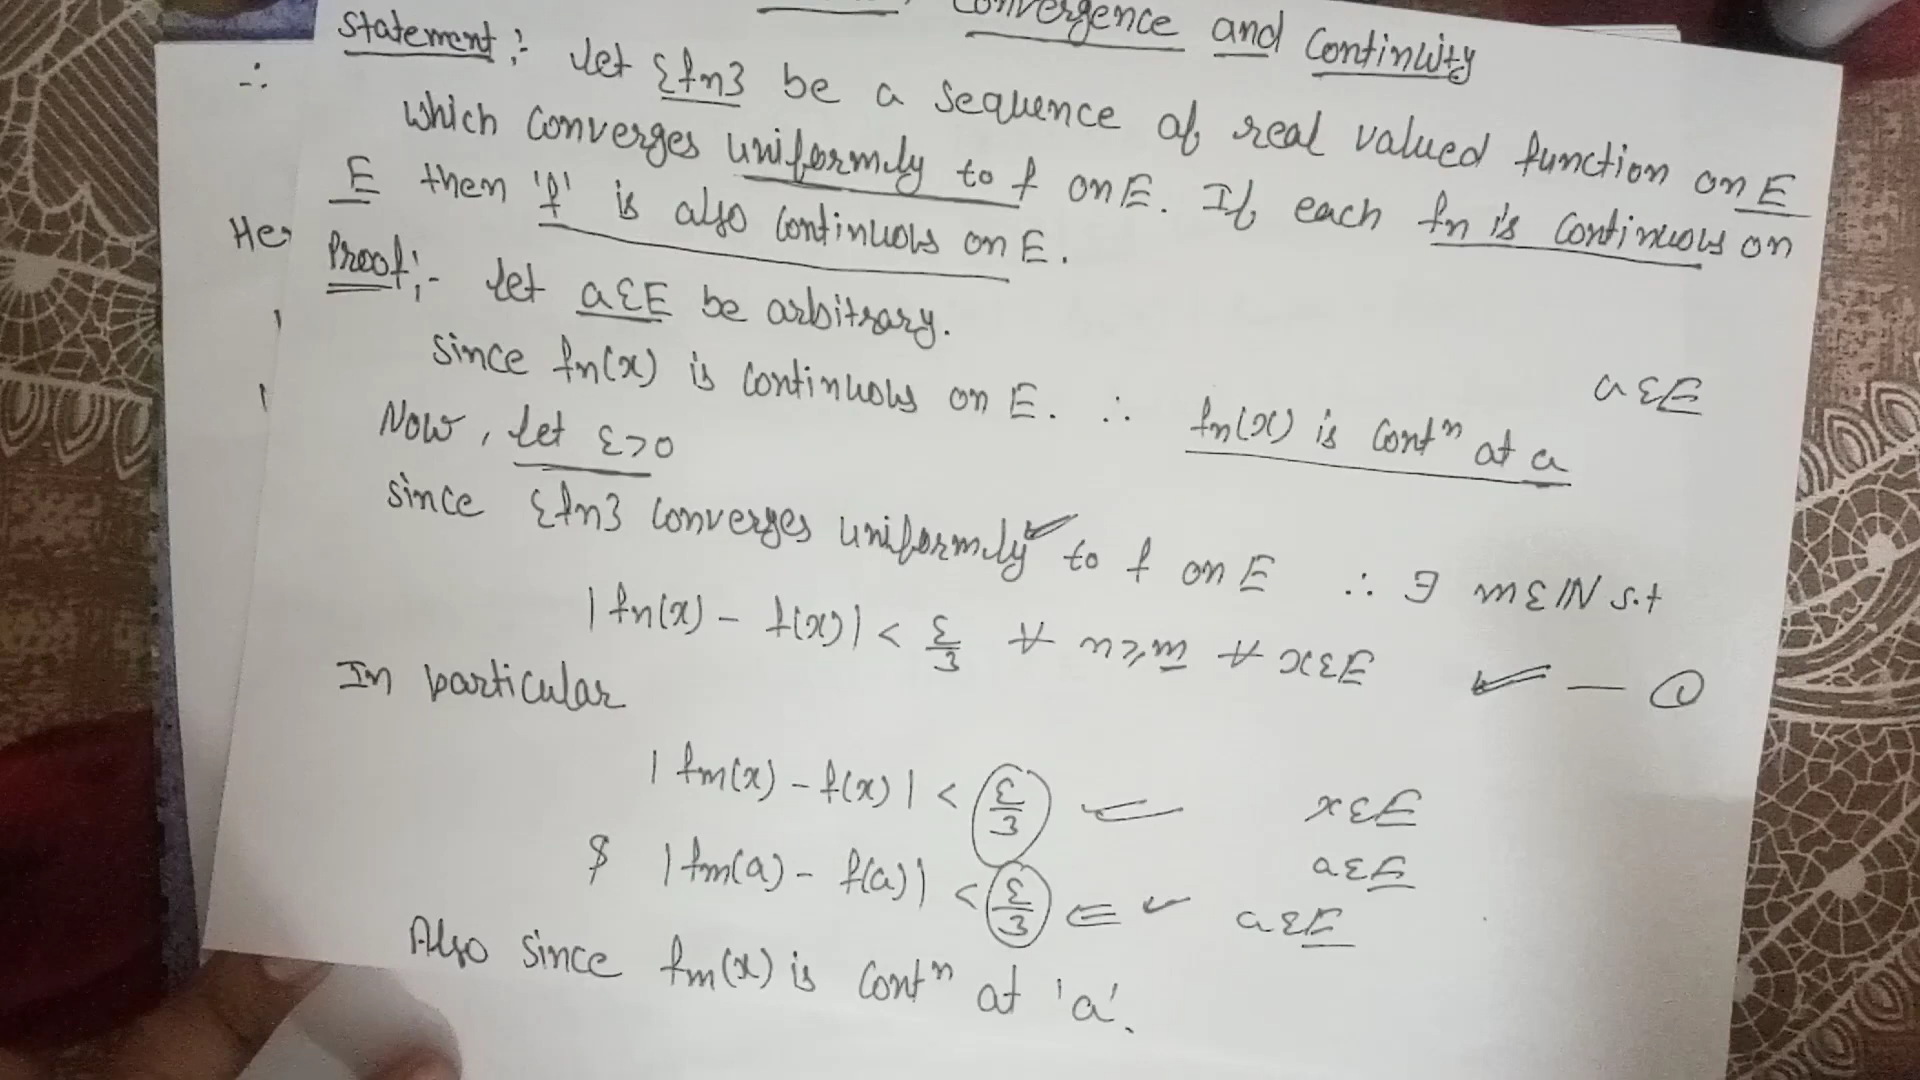 Convergence and Continuity
Statement :- Let {fn} be a sequence of real valued function on E
which converges uniformly to f on E. If each fn is continuous on
E then 'f' is also continuous on E.
Proof :- Let a ε E be arbitrary.
Since fn(x) is continuous on E. ∴ fn(x) is contⁿ at a
a ε E
Now, let ε>0
Since {fn} converges uniformly to f on E ∴ ∃ m ε IN s.t
|fn(x) - f(x)| < ε/3 ∀ n ≥ m ∀ x ε E — ①
In particular
|fm(x) - f(x)| < ε/3 x ε E
& |fm(a) - f(a)| < ε/3 a ε E
a ε E
Also since fm(x) is contⁿ at 'a'.
∴
Her